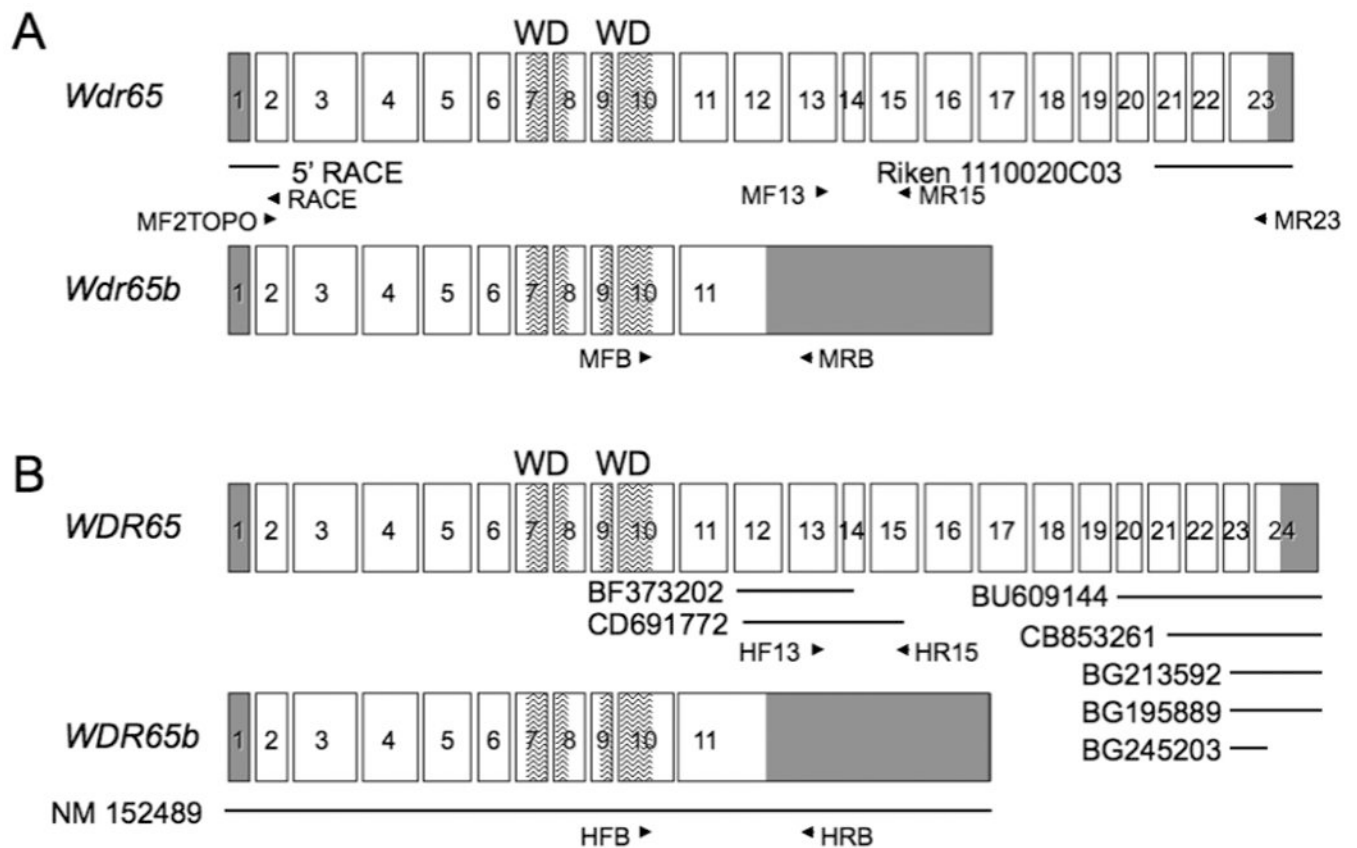 A
WD WD
Wdr65 1 2 3 4 5 6 7 8 9 10 11 12 13 14 15 16 17 18 19 20 21 22 23
5' RACE Riken 1110020C03
RACE MF13 MR15
MF2TOPO MR23
Wdr65b 1 2 3 4 5 6 7 8 9 10 11
MFB MRB
B
WD WD
WDR65 1 2 3 4 5 6 7 8 9 10 11 12 13 14 15 16 17 18 19 20 21 22 23 24
BF373202 BU609144
CD691772 CB853261
HF13 HR15
BG213592
BG195889
WDR65b 1 2 3 4 5 6 7 8 9 10 11
BG245203
NM 152489
HFB HRB